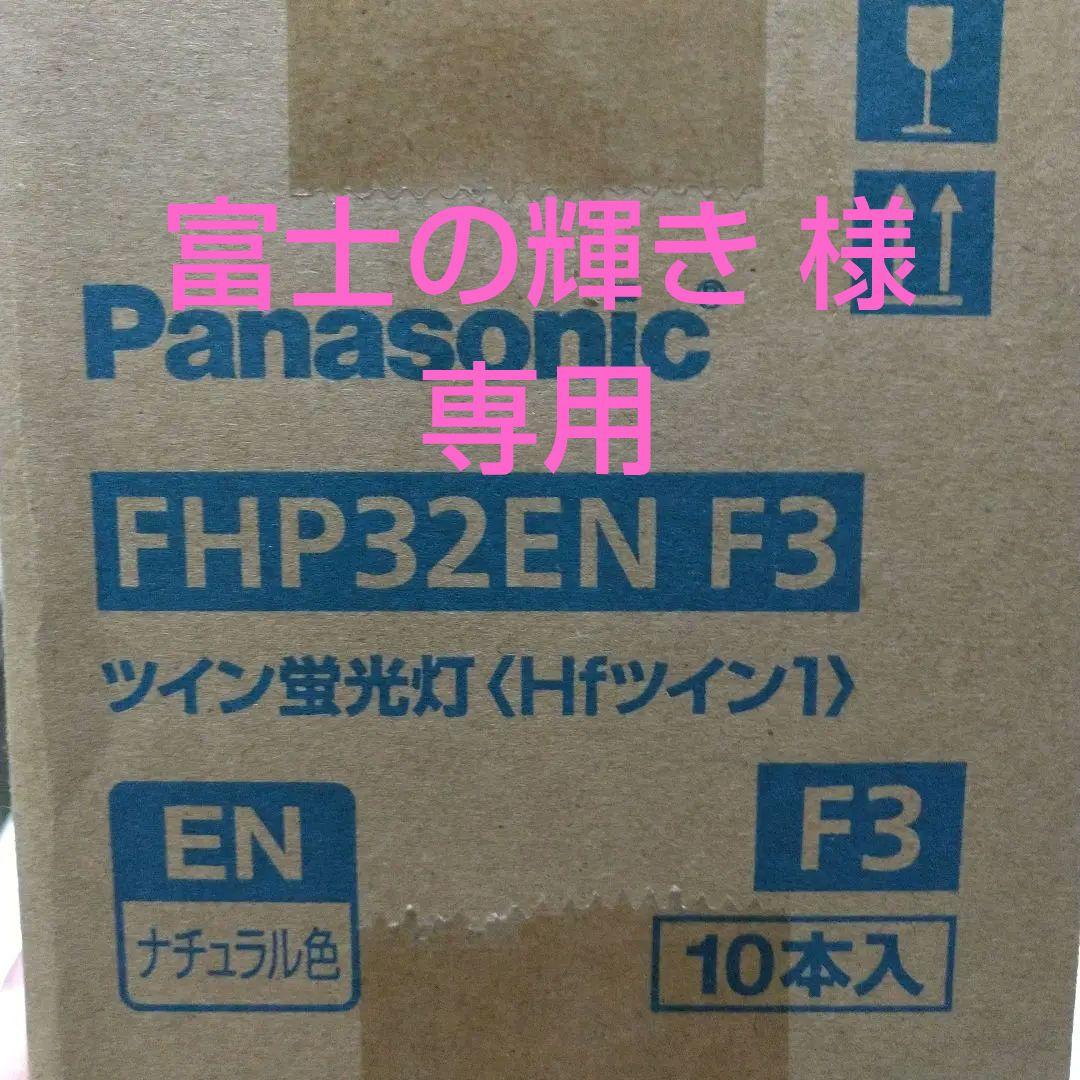 富士の輝き 様
Panasonic®
専用
FHP32EN F3
ツイン蛍光灯〈Hfツイン1〉
EN
F3
ナチュラル色
10本入